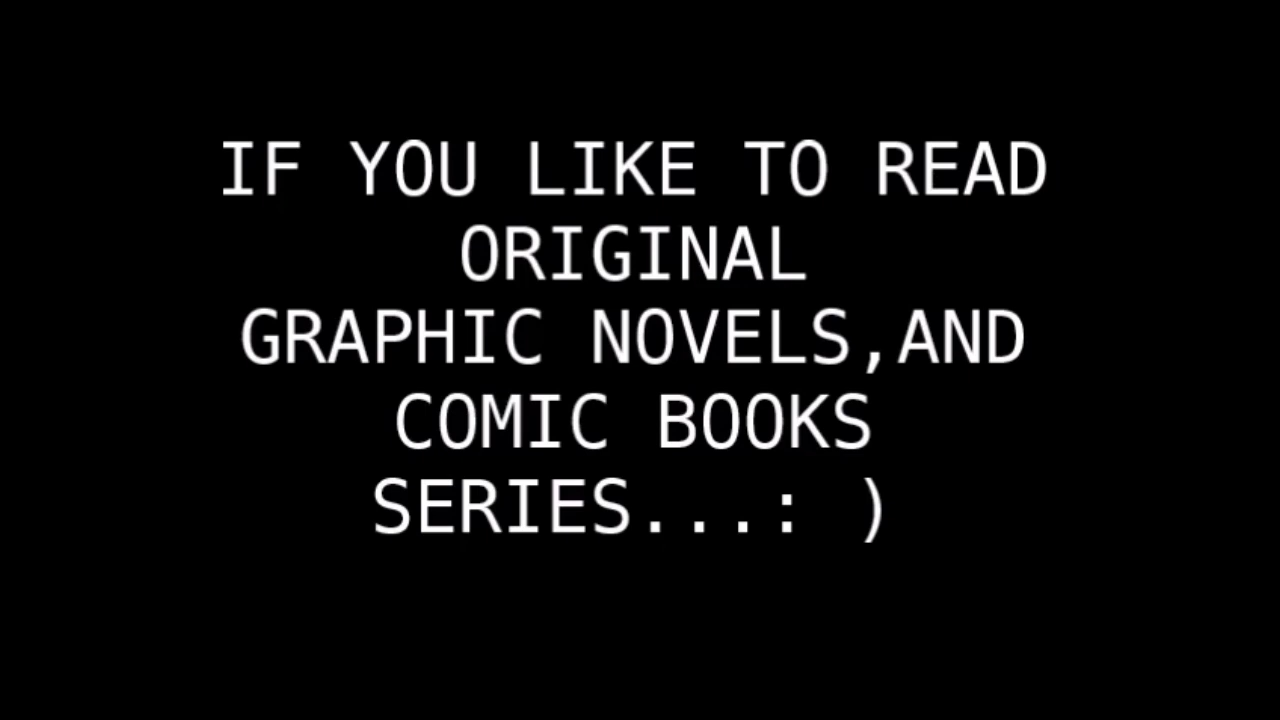 IF YOU LIKE TO READ
ORIGINAL
GRAPHIC NOVELS,AND
COMIC BOOKS
SERIES...: )